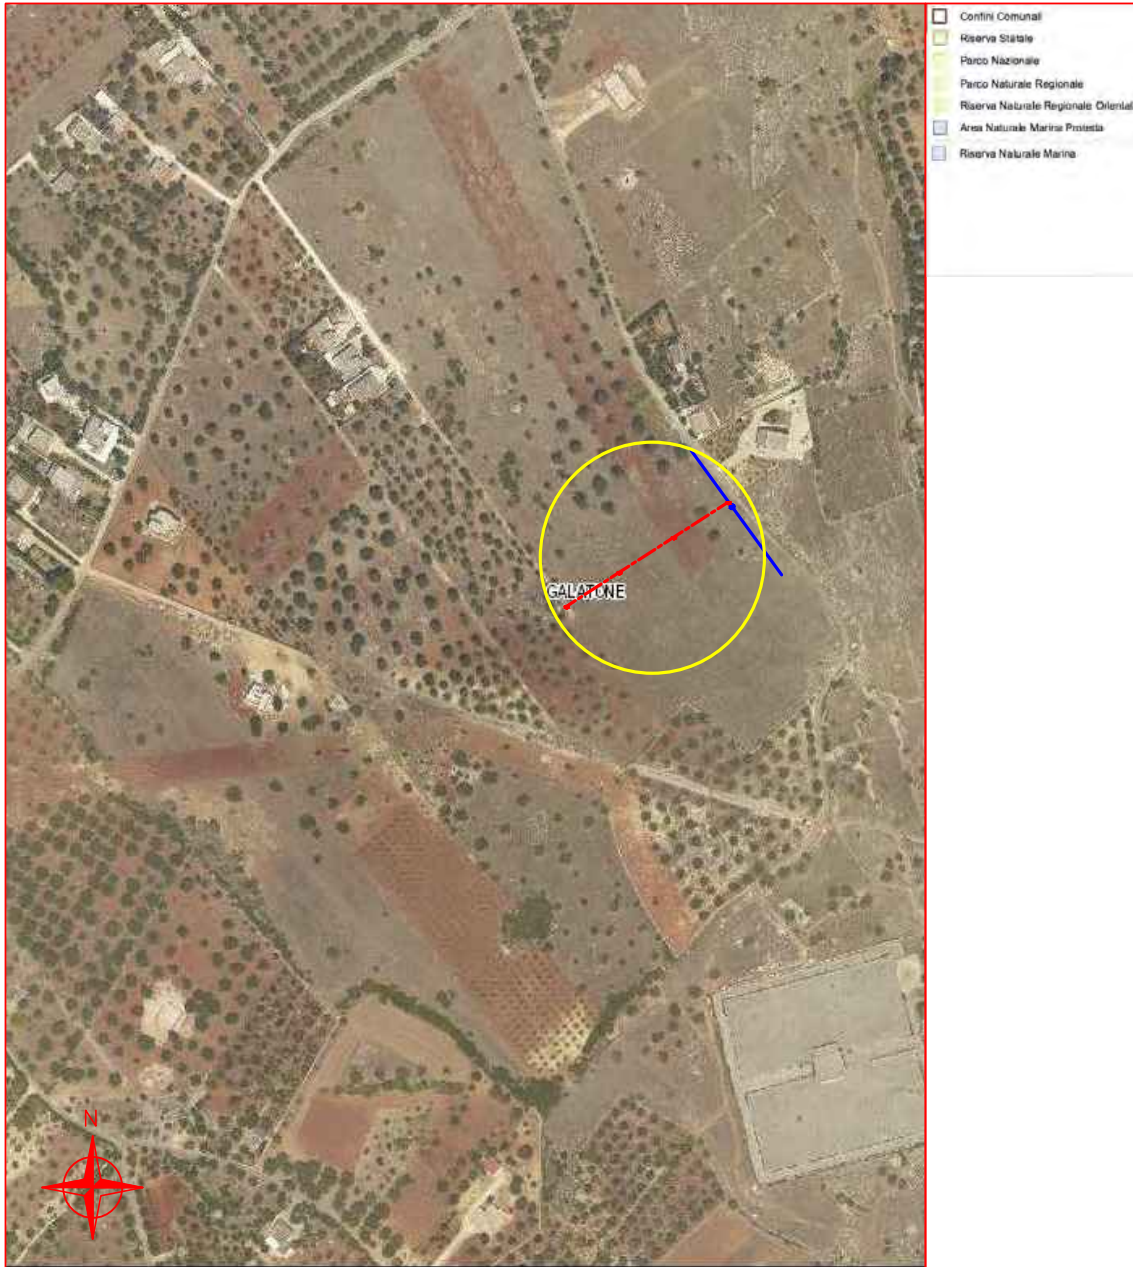 Confini Comunali
Riserva Statale
Parco Nazionale
Parco Naturale Regionale
Riserva Naturale Regionale Orientat
Area Naturale Marina Protetta
Riserva Naturale Marina
GALATONE
N